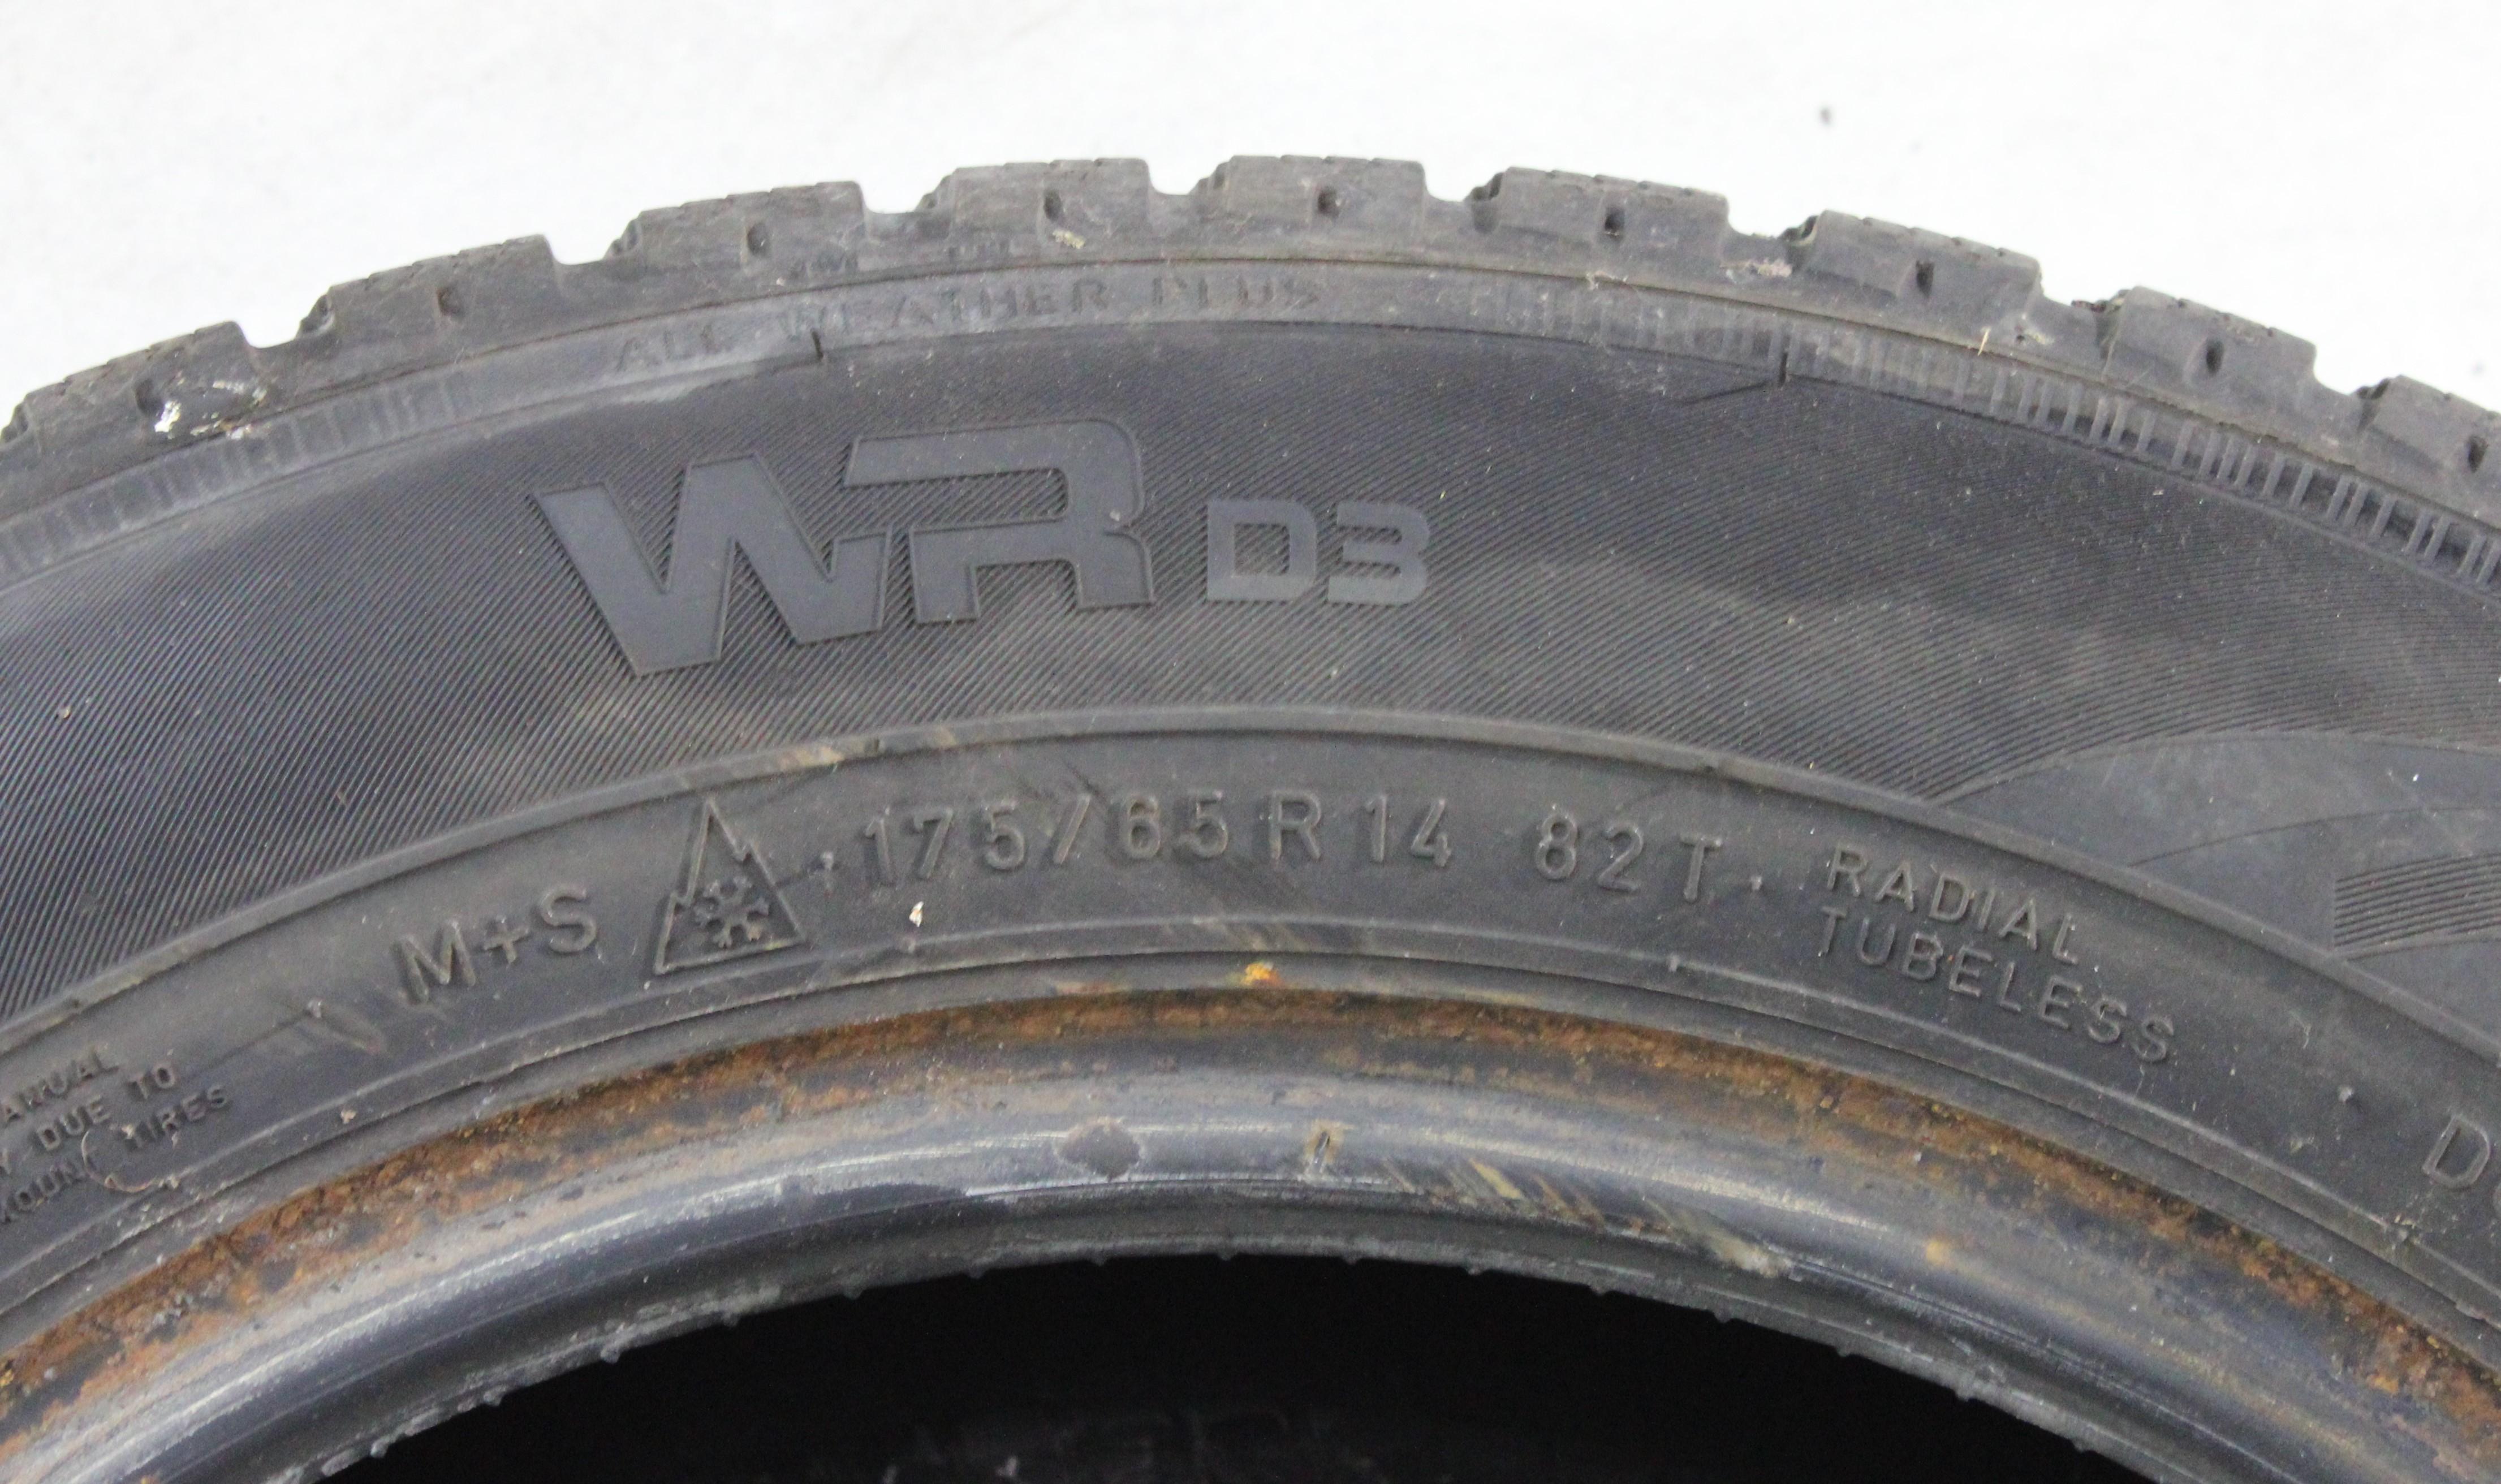 ALL WEATHER PLUS
WR D3
M+S 175/65 R 14 82 T
RADIAL
TUBELESS
DUE TO
TIRES